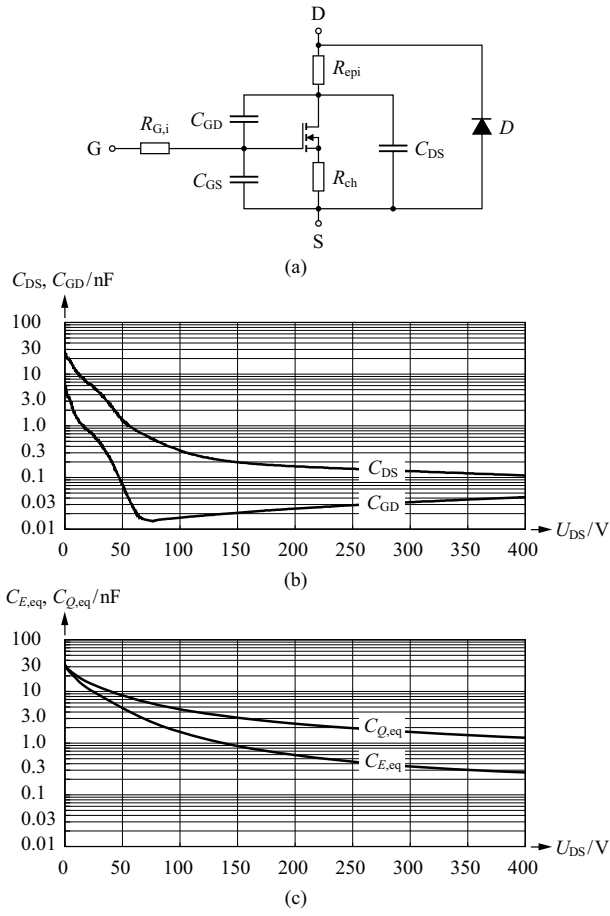 D
R_epi
C_GD
R_G,i
G
D
C_DS
C_GS
R_ch
S
(a)
C_DS, C_GD/nF
100
30
10
3.0
1.0
0.3
0.1
0.03
0.01
C_DS
C_GD
0 50 100 150 200 250 300 350 400
U_DS/V
(b)
C_E,eq, C_Q,eq/nF
100
30
10
3.0
1.0
0.3
0.1
0.03
0.01
C_Q,eq
C_E,eq
0 50 100 150 200 250 300 350 400
U_DS/V
(c)